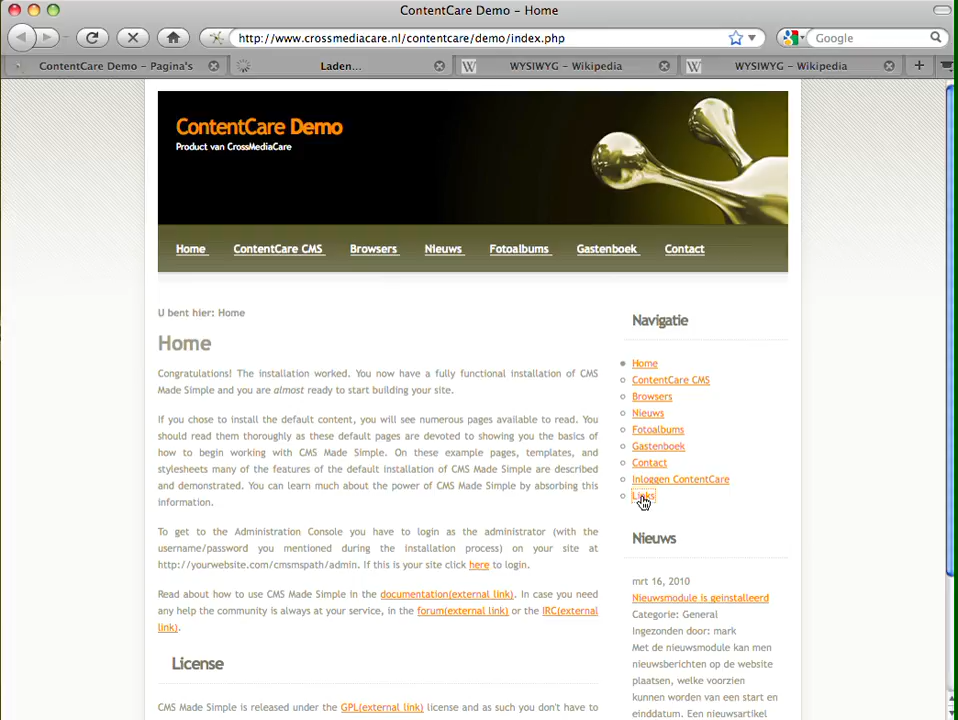 ContentCare Demo – Home
http://www.crossmediacare.nl/contentcare/demo/index.php
Google
ContentCare Demo – Pagina's
Laden...
WYSIWYG – Wikipedia
WYSIWYG – Wikipedia
ContentCare Demo
Product van CrossMediaCare
Home ContentCare CMS Browsers Nieuws Fotoalbums Gastenboek Contact
U bent hier: Home
Home
Congratulations! The installation worked. You now have a fully functional installation of CMS
Made Simple and you are almost ready to start building your site.
If you chose to install the default content, you will see numerous pages available to read. You
should read them thoroughly as these default pages are devoted to showing you the basics of
how to begin working with CMS Made Simple. On these example pages, templates, and
stylesheets many of the features of the default installation of CMS Made Simple are described
and demonstrated. You can learn much about the power of CMS Made Simple by absorbing this
information.
To get to the Administration Console you have to login as the administrator (with the
username/password you mentioned during the installation process) on your site at
http://yourwebsite.com/cmsmspath/admin. If this is your site click here to login.
Read about how to use CMS Made Simple in the documentation(external link). In case you need
any help the community is always at your service, in the forum(external link) or the IRC(external
link).
License
CMS Made Simple is released under the GPL(external link) license and as such you don't have to
Navigatie
Home
ContentCare CMS
Browsers
Nieuws
Fotoalbums
Gastenboek
Contact
Inloggen ContentCare
Links
Nieuws
mrt 16, 2010
Nieuwsmodule is geinstalleerd
Categorie: General
Ingezonden door: mark
Met de nieuwsmodule kan men
nieuwsberichten op de website
plaatsen, welke voorzien
kunnen worden van een start en
einddatum. Een nieuwsartikel